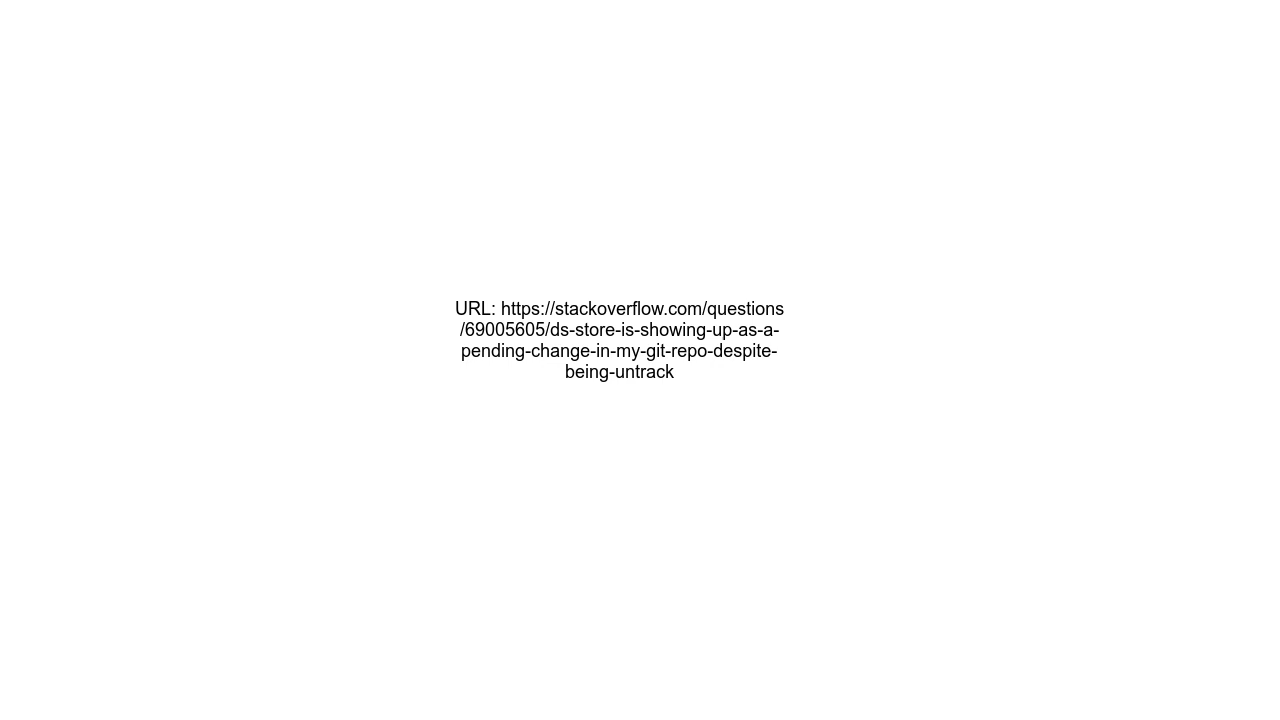 URL: https://stackoverflow.com/questions
/69005605/ds-store-is-showing-up-as-a-
pending-change-in-my-git-repo-despite-
being-untrack